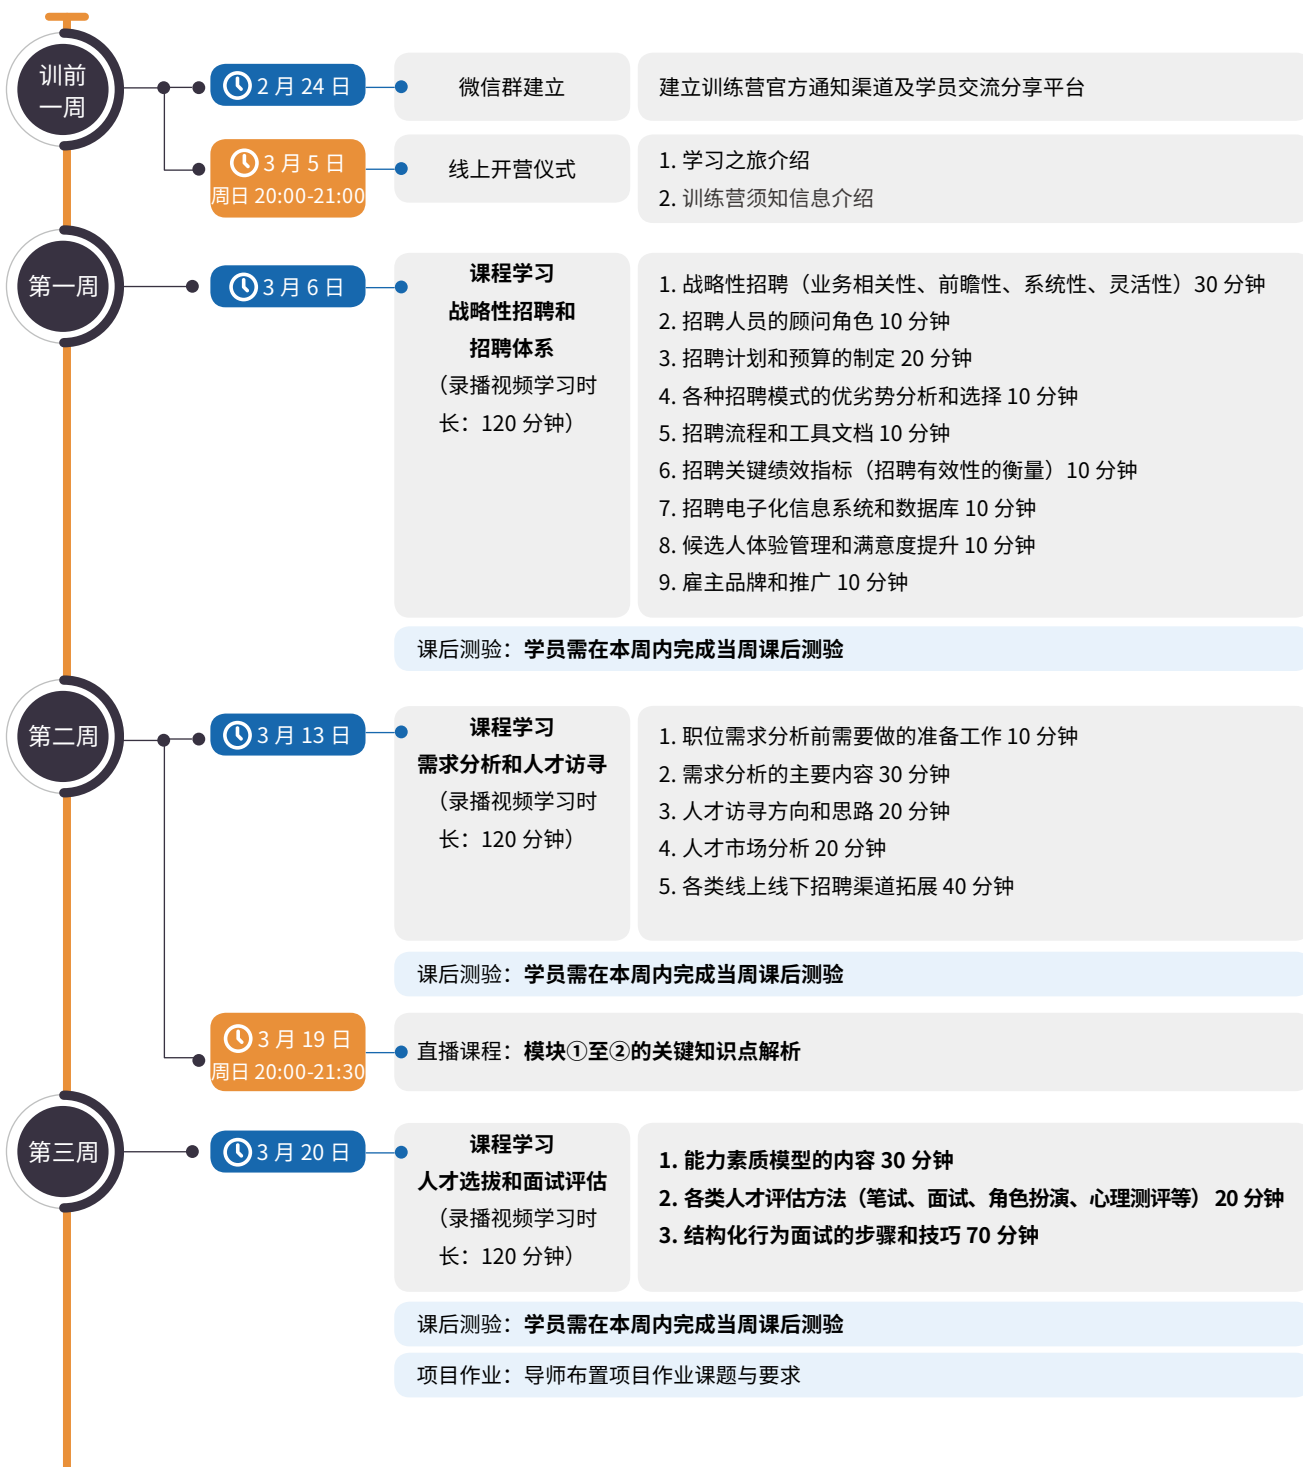 训前
一周
2 月 24 日
微信群建立
建立训练营官方通知渠道及学员交流分享平台
3 月 5 日
周日 20:00-21:00
线上开营仪式
1. 学习之旅介绍
2. 训练营须知信息介绍
第一周
3 月 6 日
课程学习
战略性招聘和
招聘体系
（录播视频学习时
长：120 分钟）
1. 战略性招聘（业务相关性、前瞻性、系统性、灵活性）30 分钟
2. 招聘人员的顾问角色 10 分钟
3. 招聘计划和预算的制定 20 分钟
4. 各种招聘模式的优劣势分析和选择 10 分钟
5. 招聘流程和工具文档 10 分钟
6. 招聘关键绩效指标（招聘有效性的衡量）10 分钟
7. 招聘电子化信息系统和数据库 10 分钟
8. 候选人体验管理和满意度提升 10 分钟
9. 雇主品牌和推广 10 分钟
课后测验：学员需在本周内完成当周课后测验
第二周
3 月 13 日
课程学习
需求分析和人才访寻
（录播视频学习时
长：120 分钟）
1. 职位需求分析前需要做的准备工作 10 分钟
2. 需求分析的主要内容 30 分钟
3. 人才访寻方向和思路 20 分钟
4. 人才市场分析 20 分钟
5. 各类线上线下招聘渠道拓展 40 分钟
课后测验：学员需在本周内完成当周课后测验
3 月 19 日
周日 20:00-21:30
直播课程：模块①至②的关键知识点解析
第三周
3 月 20 日
课程学习
人才选拔和面试评估
（录播视频学习时
长：120 分钟）
1. 能力素质模型的内容 30 分钟
2. 各类人才评估方法（笔试、面试、角色扮演、心理测评等） 20 分钟
3. 结构化行为面试的步骤和技巧 70 分钟
课后测验：学员需在本周内完成当周课后测验
项目作业：导师布置项目作业课题与要求